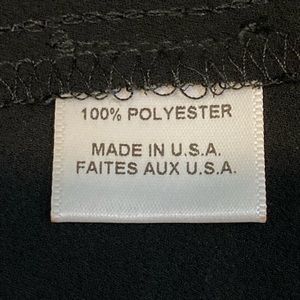 100% POLYESTER
MADE IN U.S.A.
FAITES AUX U.S.A.